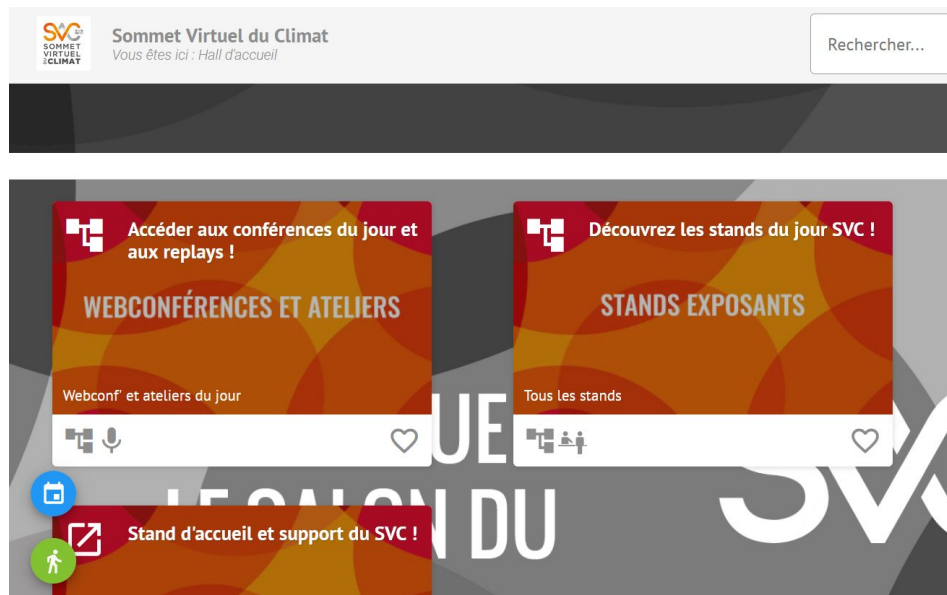 SVC
SOMMET
VIRTUEL
DU CLIMAT
Sommet Virtuel du Climat
Vous êtes ici : Hall d'accueil
Rechercher...
Accéder aux conférences du jour et
aux replays !
WEBCONFÉRENCES ET ATELIERS
Webconf' et ateliers du jour
Découvrez les stands du jour SVC !
STANDS EXPOSANTS
Tous les stands
UE
LE SALON DU
SVC
Stand d'accueil et support du SVC !